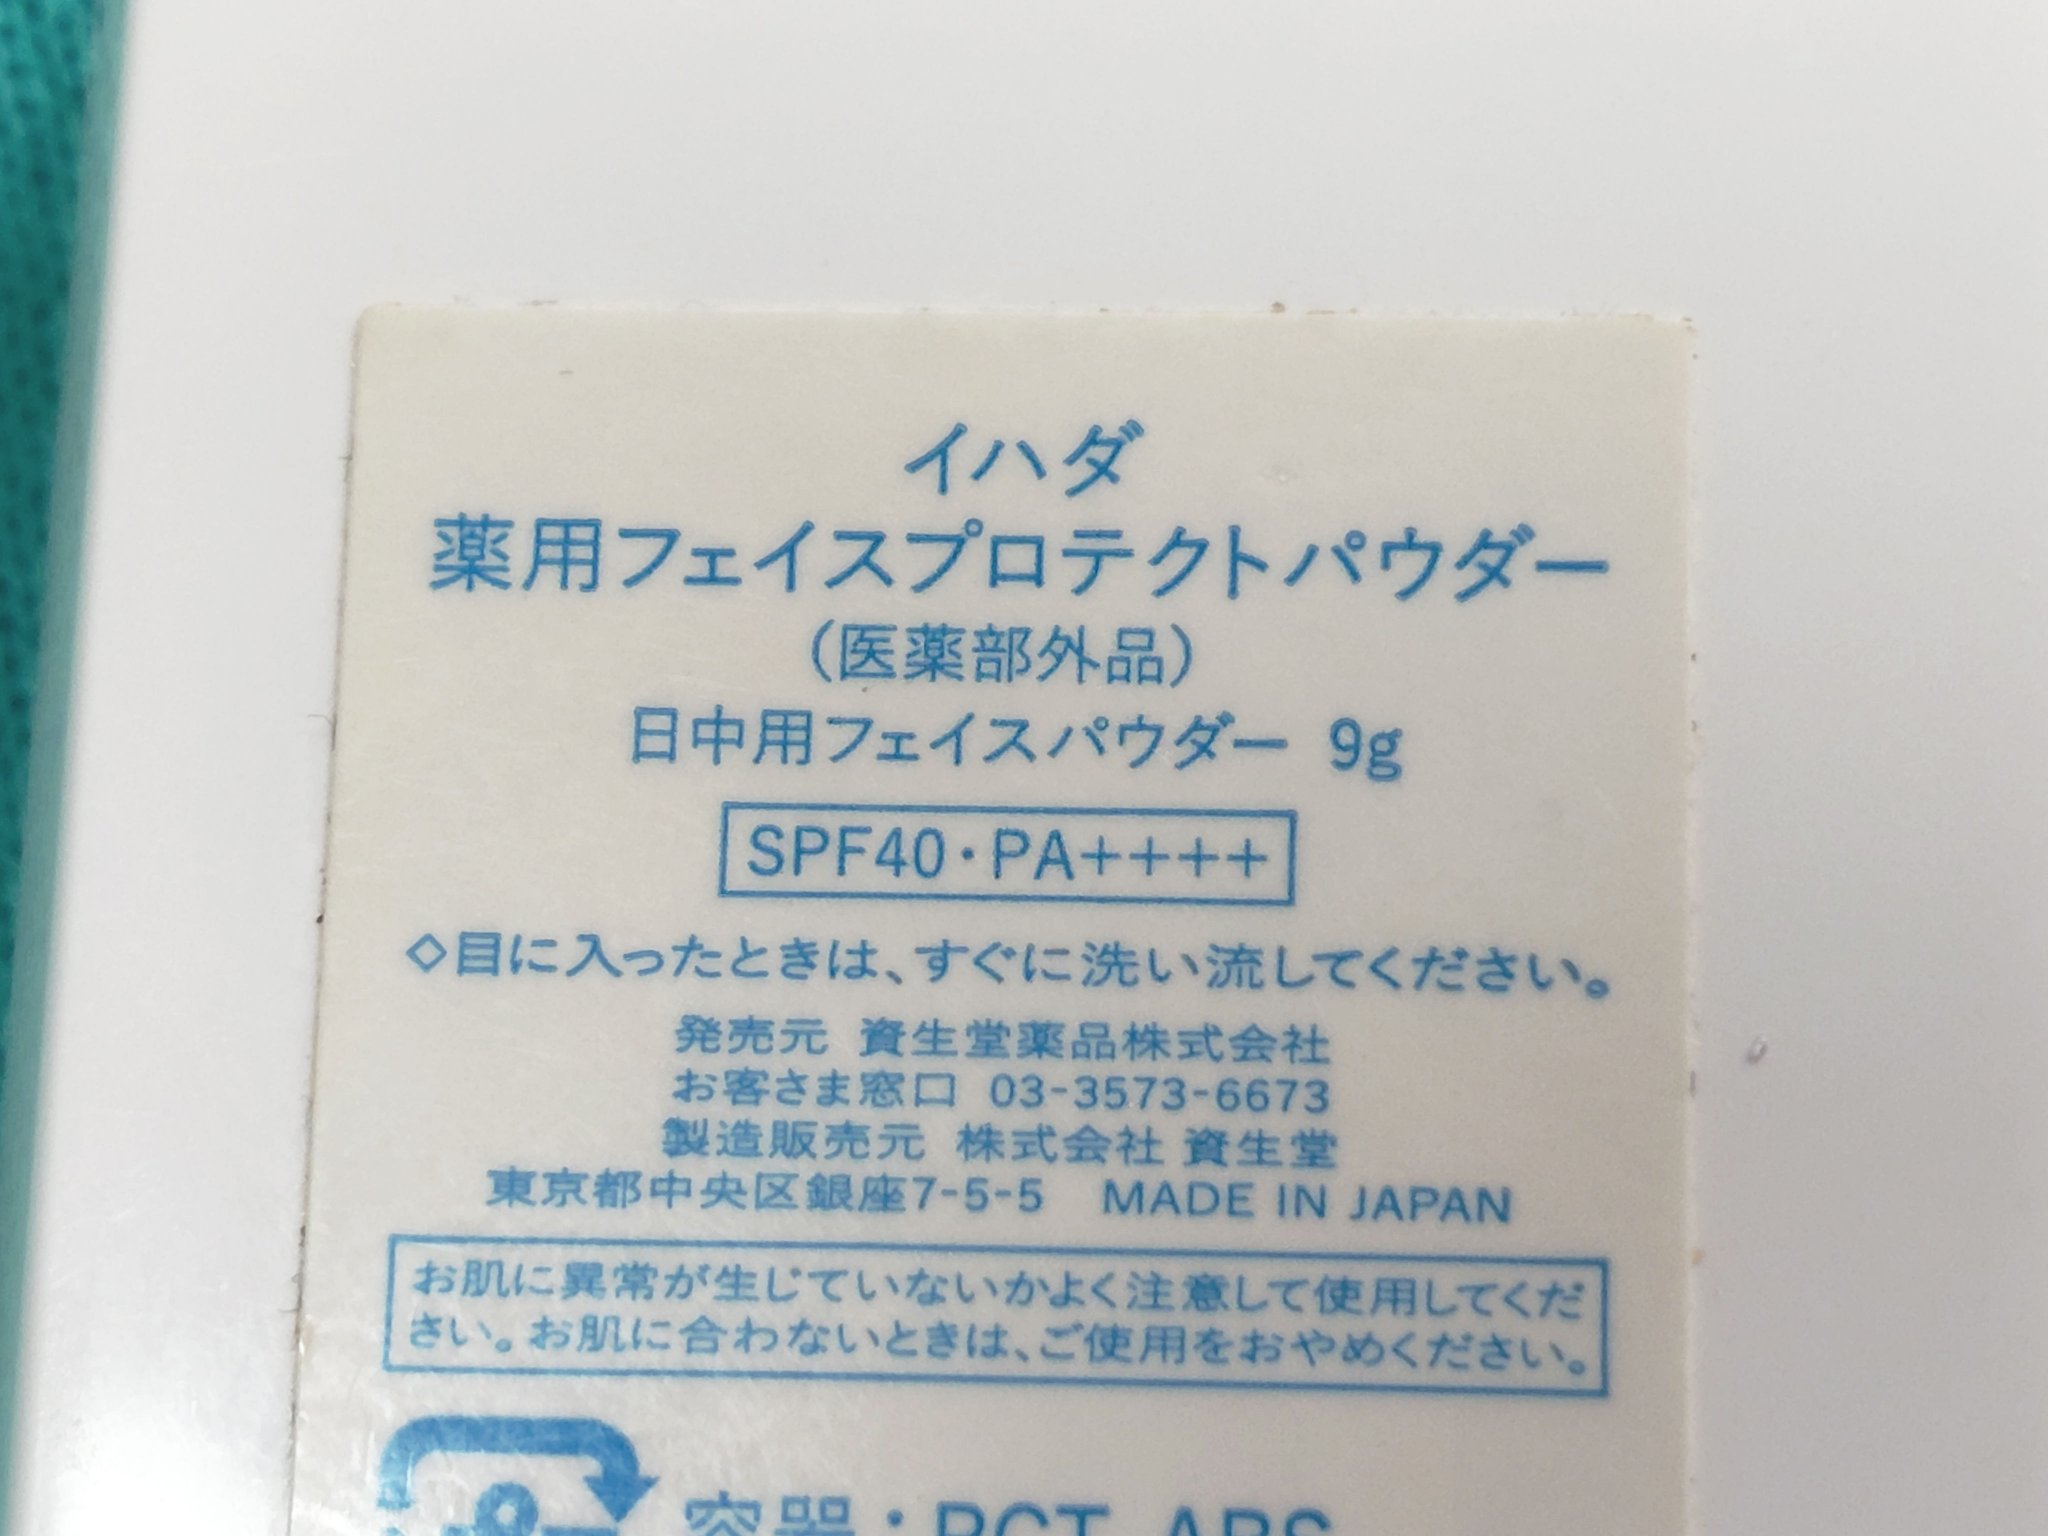 イハダ
薬用フェイスプロテクトパウダー
（医薬部外品）
日中用フェイスパウダー 9g
SPF40・PA++++
◇目に入ったときは、すぐに洗い流してください。
発売元 資生堂薬品株式会社
お客さま窓口 03-3573-6673
製造販売元 株式会社 資生堂
東京都中央区銀座7-5-5 MADE IN JAPAN
お肌に異常が生じていないかよく注意して使用してくだ
さい。お肌に合わないときは、ご使用をおやめください。
容器：PCT, ABS